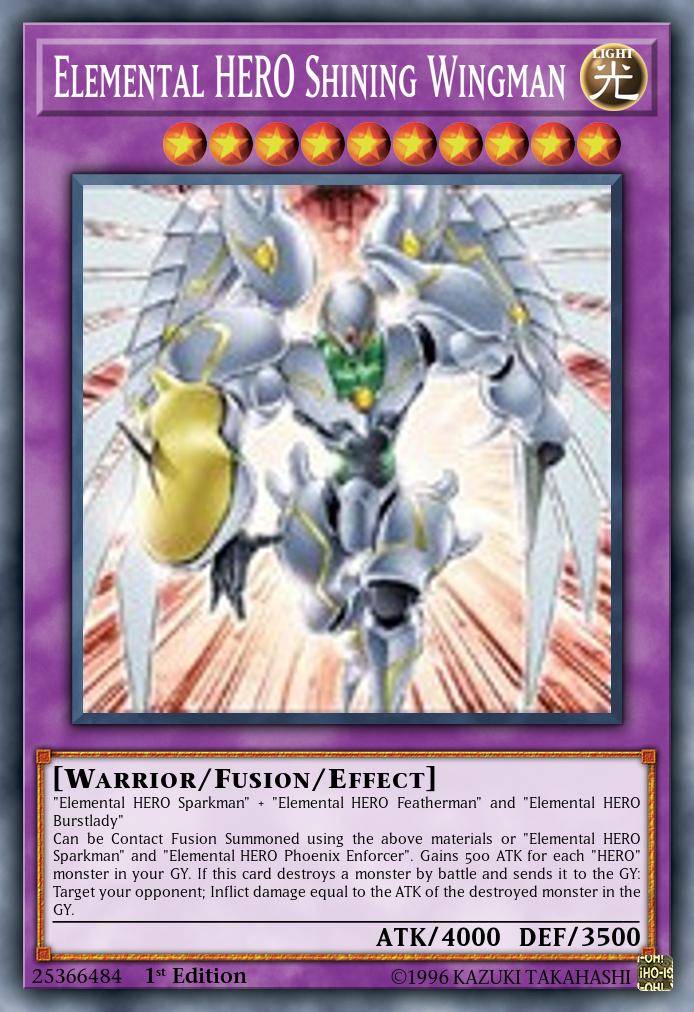 ELEMENTAL HERO SHINING WINGMAN
LIGHT
光
[WARRIOR/FUSION/EFFECT]
"Elemental HERO Sparkman" + "Elemental HERO Featherman" and "Elemental HERO
Burstlady"
Can be Contact Fusion Summoned using the above materials or "Elemental HERO
Sparkman" and "Elemental HERO Phoenix Enforcer". Gains 500 ATK for each "HERO"
monster in your GY. If this card destroys a monster by battle and sends it to the GY:
Target your opponent; Inflict damage equal to the ATK of the destroyed monster in the
GY.
ATK/4000 DEF/3500
25366484 1st Edition ©1996 KAZUKI TAKAHASHI